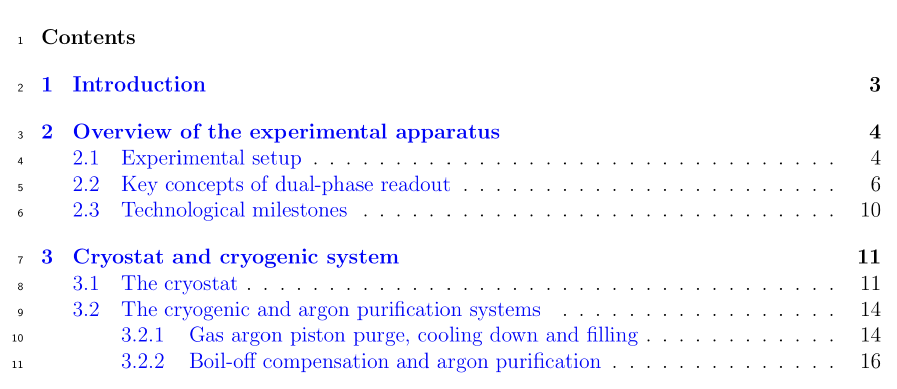 1 Contents
2 1 Introduction 3
3 2 Overview of the experimental apparatus 4
4 2.1 Experimental setup . . . . . . . . . . . . . . . . . . . . . . . . . . . . . . . . 4
5 2.2 Key concepts of dual-phase readout . . . . . . . . . . . . . . . . . . . . . . . 6
6 2.3 Technological milestones . . . . . . . . . . . . . . . . . . . . . . . . . . . . . 10
7 3 Cryostat and cryogenic system 11
8 3.1 The cryostat . . . . . . . . . . . . . . . . . . . . . . . . . . . . . . . . . . . . 11
9 3.2 The cryogenic and argon purification systems . . . . . . . . . . . . . . . . . 14
10 3.2.1 Gas argon piston purge, cooling down and filling . . . . . . . . . . . . 14
11 3.2.2 Boil-off compensation and argon purification . . . . . . . . . . . . . . 16